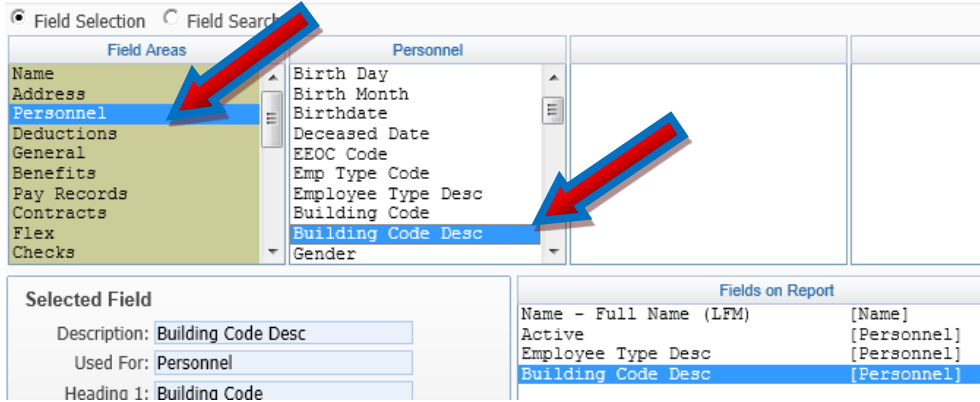 Field Selection Field Search
Field Areas
Name
Address
Personnel
Deductions
General
Benefits
Pay Records
Contracts
Flex
Checks
Personnel
Birth Day
Birth Month
Birthdate
Deceased Date
EEOC Code
Emp Type Code
Employee Type Desc
Building Code
Building Code Desc
Gender
Selected Field
Description: Building Code Desc
Used For: Personnel
Heading 1: Building Code
Fields on Report
Name - Full Name (LFM) [Name]
Active [Personnel]
Employee Type Desc [Personnel]
Building Code Desc [Personnel]